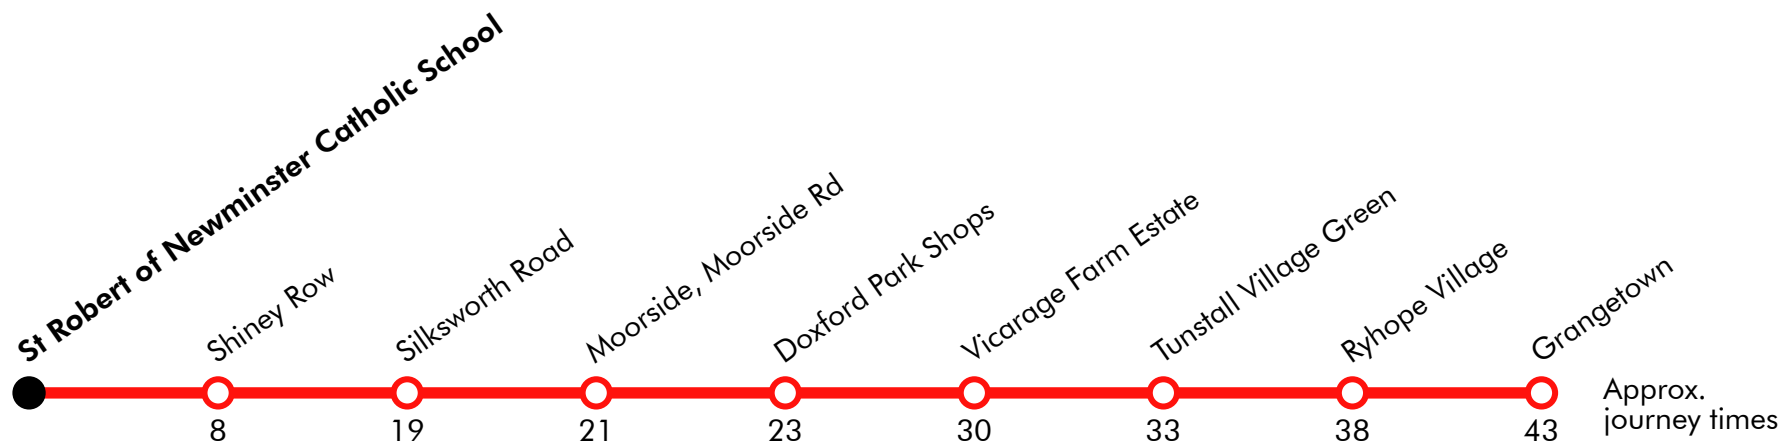 St Robert of Newminster Catholic School
Shiney Row
Silksworth Road
Moorside, Moorside Rd
Doxford Park Shops
Vicarage Farm Estate
Tunstall Village Green
Ryhope Village
Grangetown
8
19
21
23
30
33
38
43
Approx.
journey times